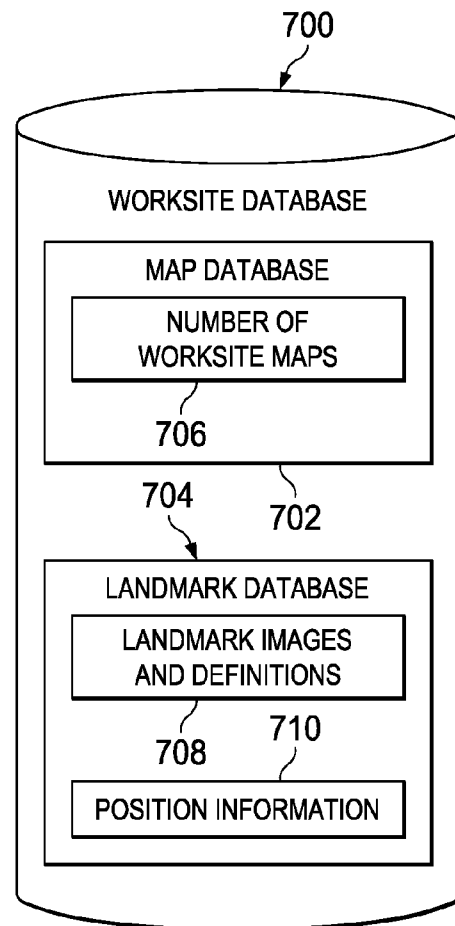 700
WORKSITE DATABASE
MAP DATABASE
NUMBER OF
WORKSITE MAPS
706
704
702
LANDMARK DATABASE
LANDMARK IMAGES
AND DEFINITIONS
708
710
POSITION INFORMATION